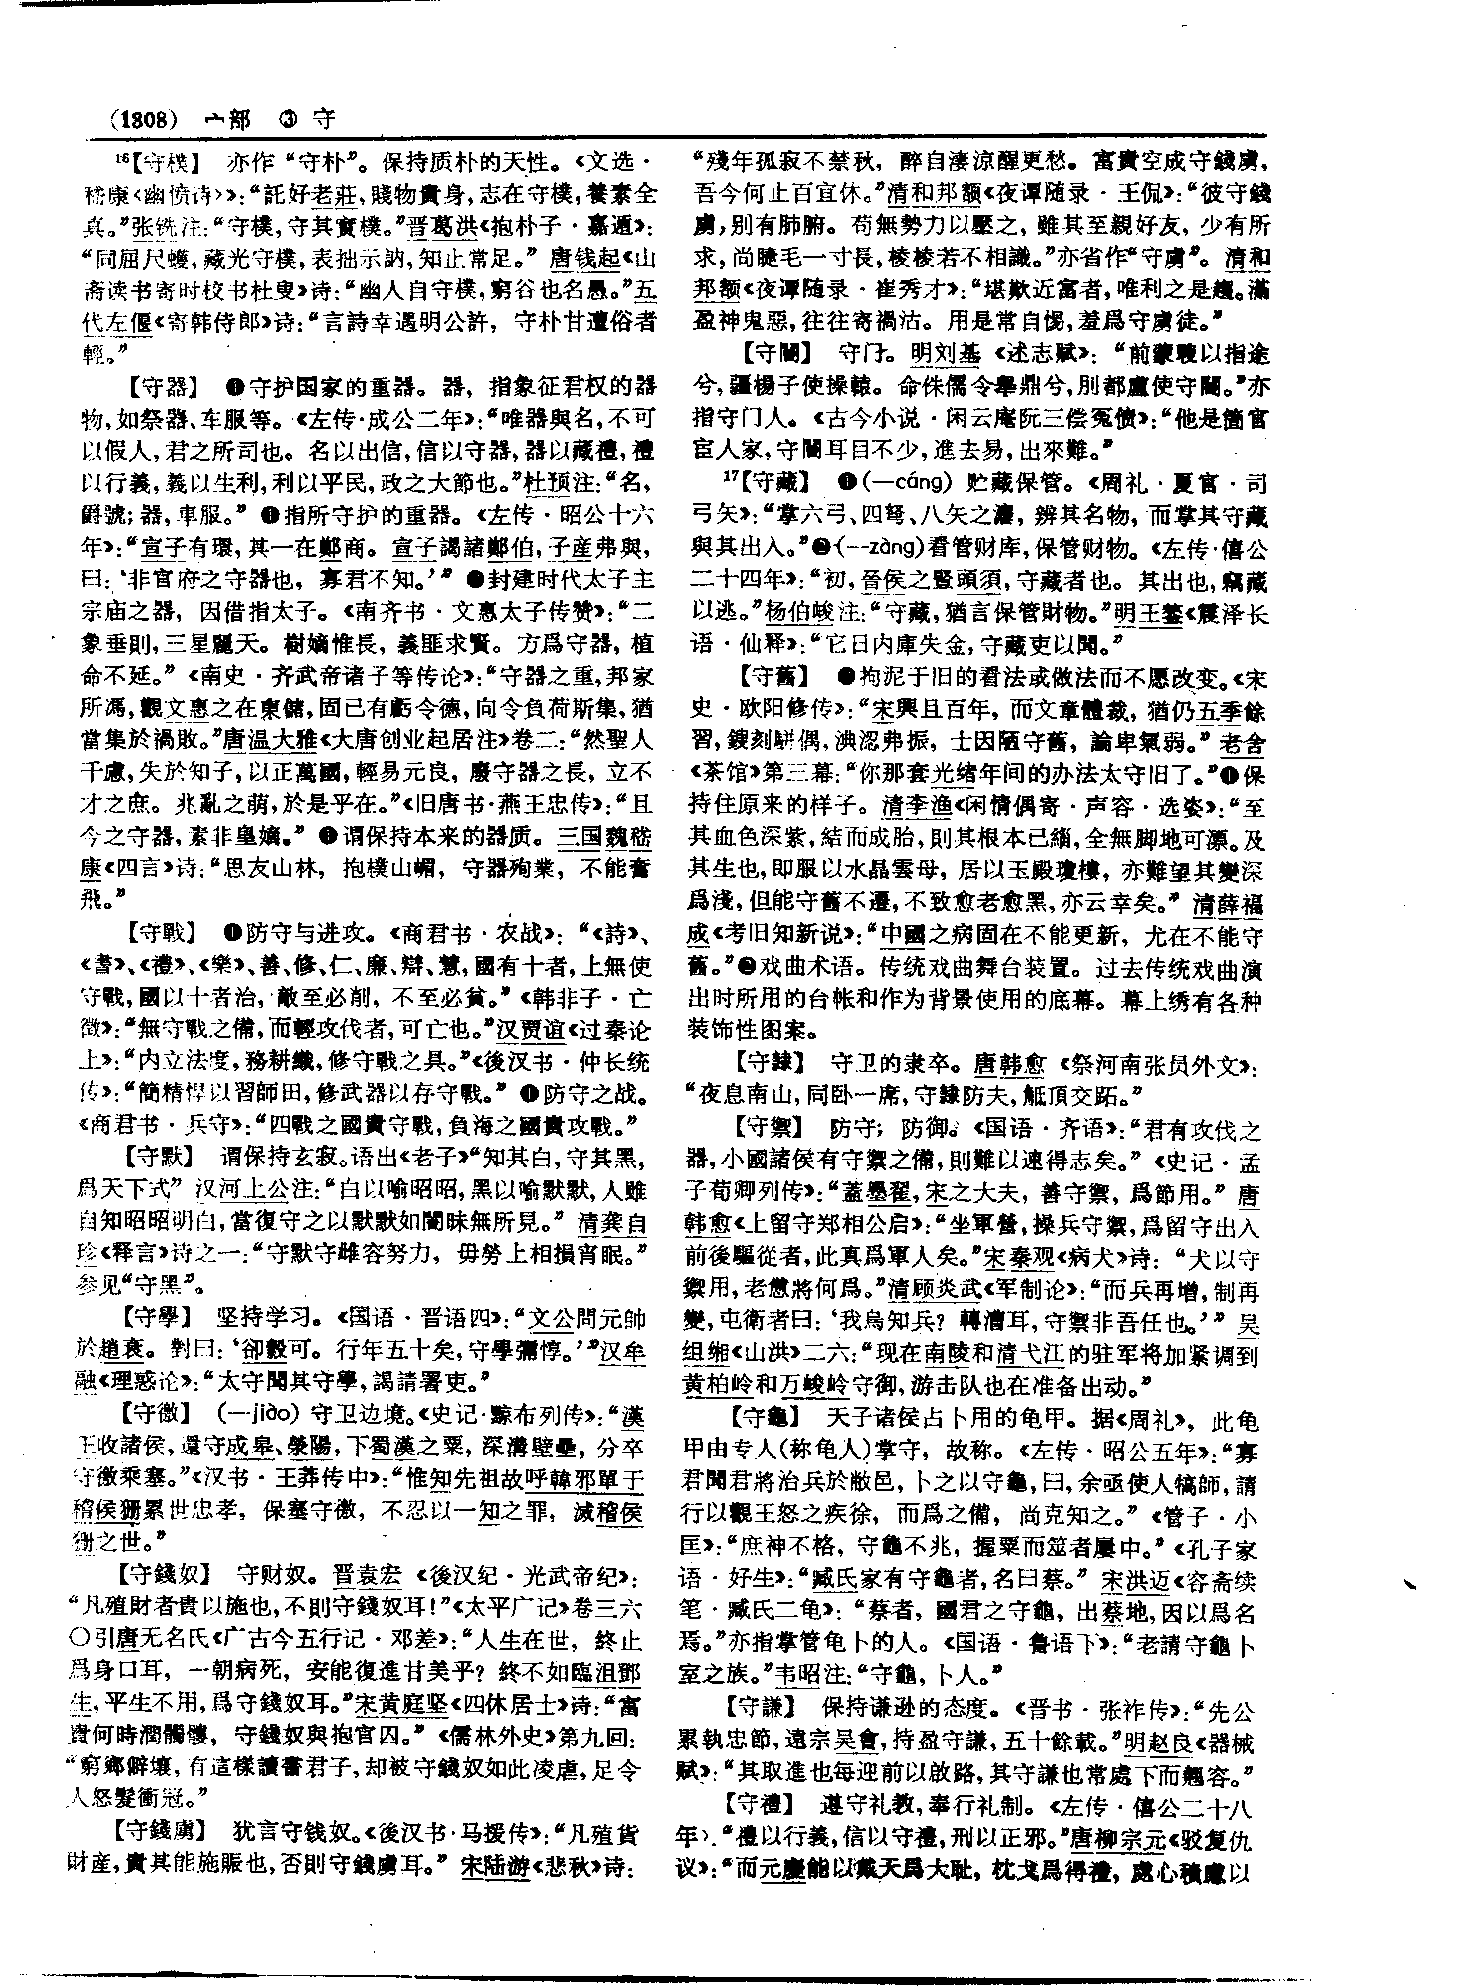 (1308) 宀部 ③ 守
¹⁶【守樸】 亦作“守朴”。保持质朴的天性。《文选·
嵇康〈幽愤诗〉》：“託好老莊、賤物貴身，志在守樸，養素全
真。”张铣注：“守樸，守其實樸。”晋葛洪《抱朴子·嘉遁》：
“同屈尺蠖，藏光守樸，表拙示訥，知止常足。” 唐钱起《山
斋读书寄时校书杜叟》诗：“幽人自守樸，窮谷也名愚。”五
代左偃《寄韩侍郎》诗：“言詩幸遇明公許，守朴甘遭俗者
輕。”
【守器】 ❶守护国家的重器。器，指象征君权的器
物，如祭器、车服等。《左传·成公二年》：“唯器與名，不可
以假人，君之所司也。名以出信，信以守器，器以藏禮，禮
以行義，義以生利，利以平民，政之大節也。”杜预注：“名，
爵號；器，車服。” ❷指所守护的重器。《左传·昭公十六
年》：“宣子有環，其一在鄭商。宣子謁諸鄭伯，子産弗與，
曰：‘非官府之守器也，寡君不知。’” ❸封建时代太子主
宗庙之器，因借指太子。《南齐书·文惠太子传赞》：“二
象垂則，三星麗天。樹嫡惟長，義匪求賢。方爲守器，植
命不延。”《南史·齐武帝诸子等传论》：“守器之重，邦家
所馮，觀文惠之在東儲，固已有虧令德，向令負荷斯集，猶
當集於禍敗。”唐温大雅《大唐创业起居注》卷二：“然聖人
千慮，失於知子，以正萬國，輕易元良，廢守器之長，立不
才之庶。兆亂之萌，於是乎在。”《旧唐书·燕王忠传》：“且
今之守器，素非皇嫡。” ❹谓保持本来的器质。三国魏嵇
康《四言》诗：“思友山林，抱樸山嵋，守器殉業，不能奮
飛。”
【守戰】 ❶防守与进攻。《商君书·农战》：“《詩》、
《書》、《禮》、《樂》、善、修、仁、廉、辯、慧，國有十者，上無使
守戰，國以十者治，敵至必削，不至必貧。”《韩非子·亡
徵》：“無守戰之備，而輕攻伐者，可亡也。”汉贾谊《过秦论
上》：“内立法度，務耕織，修守戰之具。”《後汉书·仲长统
传》：“簡精悍以習師田，修武器以存守戰。” ❷防守之战。
《商君书·兵守》：“四戰之國貴守戰，負海之國貴攻戰。”
【守默】 谓保持玄寂。语出《老子》“知其白，守其黑，
爲天下式” 汉河上公注：“白以喻昭昭，黑以喻默默，人雖
自知昭昭明白，當復守之以默默如闇昧無所見。” 清龚自
珍《释言》诗之一：“守默守雌容努力，毋勞上相損宵眠。”
参见“守黑”。
【守學】 坚持学习。《国语·晋语四》：“文公問元帥
於趙衰。對曰：‘郤縠可。行年五十矣，守學彌惇。’”汉牟
融《理惑论》：“太守聞其守學，謁請署吏。”
【守徼】 (—jiào) 守卫边境。《史记·黥布列传》：“漢
王收諸侯，還守成皋、滎陽，下蜀漢之粟，深溝壁壘，分卒
守徼乘塞。”《汉书·王莽传中》：“惟知先祖故呼韓邪單于
稽侯狦累世忠孝，保塞守徼，不忍以一知之罪，滅稽侯
狦之世。”
【守錢奴】 守财奴。晋袁宏《後汉纪·光武帝纪》：
“凡殖財者貴以施也，不則守錢奴耳！”《太平广记》卷三六
〇引唐无名氏《广古今五行记·邓差》：“人生在世，終止
爲身口耳，一朝病死，安能復進甘美乎？終不如臨沮鄧
生，平生不用，爲守錢奴耳。”宋黄庭坚《四休居士》诗：“富
貴何時潤髑髏，守錢奴與抱官囚。”《儒林外史》第九回：
“窮鄉僻壤，有這樣讀書君子，却被守錢奴如此凌虐，足令
人怒髮衝冠。”
【守錢虜】 犹言守钱奴。《後汉书·马援传》：“凡殖貨
財産，貴其能施賑也，否則守錢虜耳。” 宋陆游《悲秋》诗：
“殘年孤寂不禁秋，醉自淒涼醒更愁。富貴空成守錢虜，
吾今何止百宜休。”清和邦额《夜谭随录·王侃》：“彼守錢
虜，別有肺腑。苟無勢力以壓之，雖其至親好友，少有所
求，尚睫毛一寸長，棱棱若不相識。”亦省作“守虜”。清和
邦额《夜谭随录·崔秀才》：“堪歎近富者，唯利之是趨。滿
盈神鬼惡，往往寄禍沽。用是常自惕，羞爲守虜徒。”
【守閽】 守门。明刘基《述志赋》：“前豢龍以指途
兮，疆楊子使操轅。命侏儒令舉鼎兮，刖都盧使守閽。”亦
指守门人。《古今小说·闲云庵阮三偿冤债》：“他是箇官
宦人家，守閽耳目不少，進去易，出來難。”
¹⁷【守藏】 ❶(—cáng) 贮藏保管。《周礼·夏官·司
弓矢》：“掌六弓、四弩、八矢之灋，辨其名物，而掌其守藏
與其出入。”❷(—zàng)看管财库，保管财物。《左传·僖公
二十四年》：“初，晉侯之豎頭須，守藏者也。其出也，竊藏
以逃。”杨伯峻注：“守藏，猶言保管財物。”明王鏊《震泽长
语·仙释》：“它日内庫失金，守藏吏以聞。”
【守舊】 ❶拘泥于旧的看法或做法而不愿改变。《宋
史·欧阳修传》：“宋興且百年，而文章體裁，猶仍五季餘
習，鎪刻駢偶，淟涊弗振，士因陋守舊，論卑氣弱。” 老舍
《茶馆》第三幕：“你那套光绪年间的办法太守旧了。”❷保
持住原来的样子。清李渔《闲情偶寄·声容·选姿》：“至
其血色深紫，結而成胎，則其根本已緇，全無脚地可漂。及
其生也，即服以水晶雲母，居以玉殿瓊樓，亦難望其變深
爲淺，但能守舊不遷，不致愈老愈黑，亦云幸矣。” 清薛福
成《考旧知新说》：“中國之病固在不能更新，尤在不能守
舊。”❸戏曲术语。传统戏曲舞台装置。过去传统戏曲演
出时所用的台帐和作为背景使用的底幕。幕上绣有各种
装饰性图案。
【守隸】 守卫的隶卒。唐韩愈《祭河南张员外文》：
“夜息南山，同卧一席，守隸防夫，觝頂交跖。”
【守禦】 防守；防御。《国语·齐语》：“君有攻伐之
器，小國諸侯有守禦之備，則難以速得志矣。”《史记·孟
子荀卿列传》：“蓋墨翟，宋之大夫，善守禦，爲節用。” 唐
韩愈《上留守郑相公启》：“坐軍營，操兵守禦，爲留守出入
前後驅從者，此真爲軍人矣。”宋秦观《病犬》诗：“犬以守
禦用，老憊將何爲。”清顾炎武《军制论》：“而兵再增，制再
變，屯衛者曰：‘我烏知兵？轉漕耳，守禦非吾任也。’” 吴
组缃《山洪》二六：“现在南陵和清弋江的驻军将加紧调到
黄柏岭和万峻岭守御，游击队也在准备出动。”
【守龜】 天子诸侯占卜用的龟甲。据《周礼》，此龟
甲由专人(称龟人)掌守，故称。《左传·昭公五年》：“寡
君聞君將治兵於敝邑，卜之以守龜，曰，余亟使人犒師，請
行以觀王怒之疾徐，而爲之備，尚克知之。”《管子·小
匡》：“庶神不格，守龜不兆，握粟而筮者屢中。”《孔子家
语·好生》：“臧氏家有守龜者，名曰蔡。” 宋洪迈《容斋续
笔·臧氏二龟》：“蔡者，國君之守龜，出蔡地，因以爲名
焉。”亦指掌管龟卜的人。《国语·鲁语下》：“老請守龜卜
室之族。”韦昭注：“守龜，卜人。”
【守謙】 保持谦逊的态度。《晋书·张祚传》：“先公
累執忠節，遠宗吴會，持盈守謙，五十餘載。”明赵良《器械
赋》：“其取進也每迎前以啟路，其守謙也常處下而翹容。”
【守禮】 遵守礼教，奉行礼制。《左传·僖公二十八
年》：“禮以行義，信以守禮，刑以正邪。”唐柳宗元《驳复仇
议》：“而元慶能以戴天爲大耻，枕戈爲得禮，處心積慮以